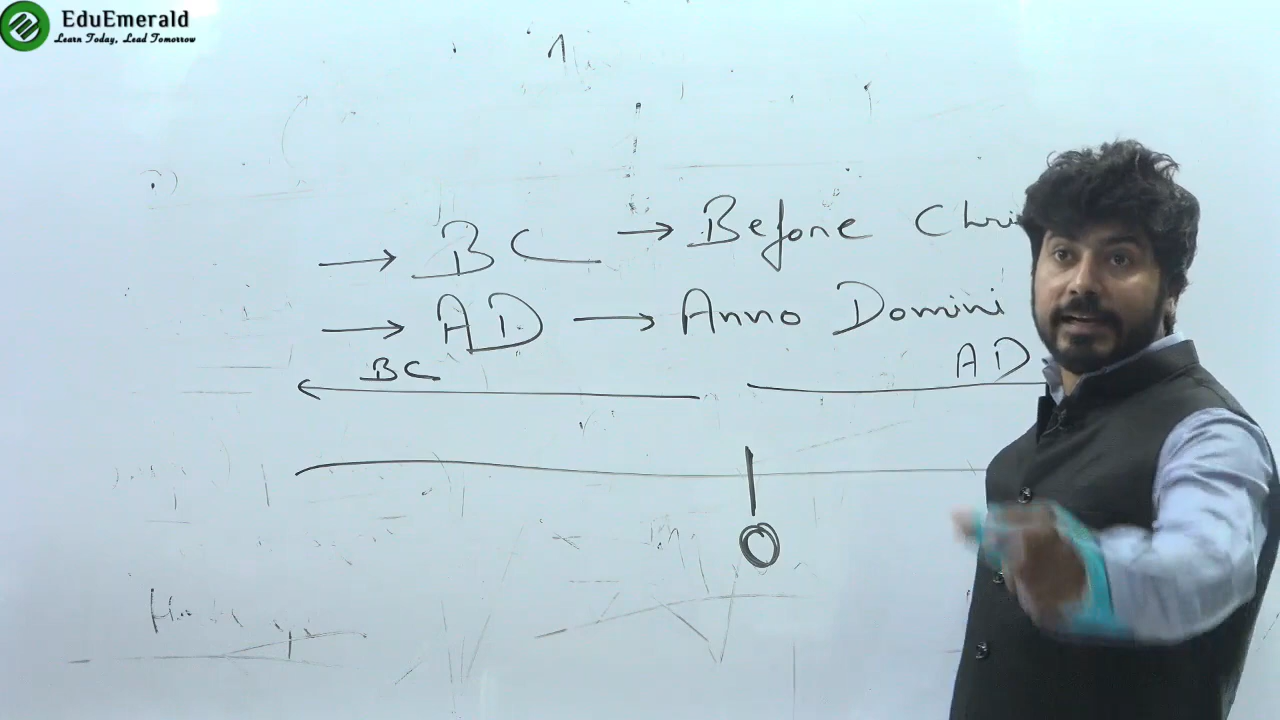 EduEmerald
Learn Today, Lead Tomorrow
→ BC → Before Chri
→ AD → Anno Domini
BC
AD
0